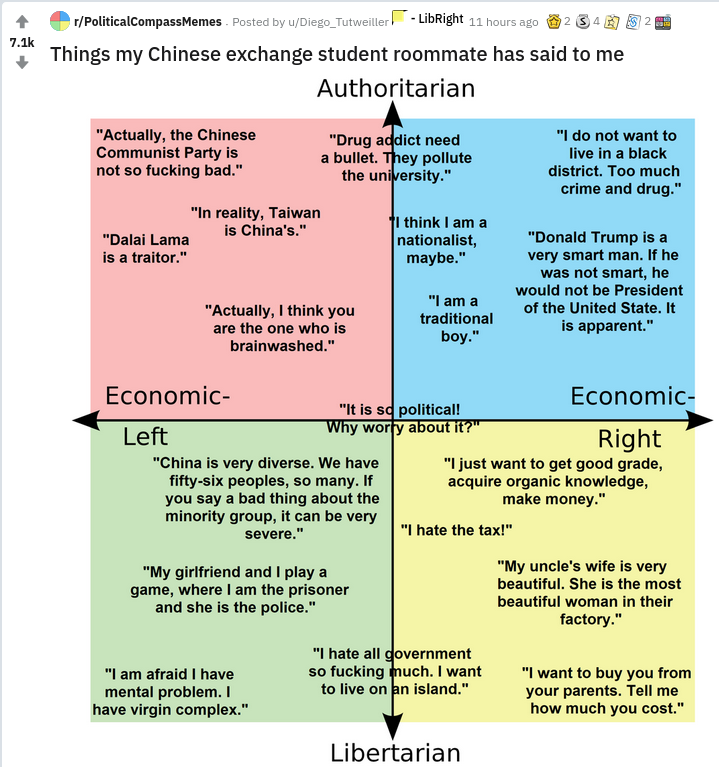 r/PoliticalCompassMemes . Posted by u/Diego_Tutweiller - LibRight 11 hours ago 2 4 2
7.1k
Things my Chinese exchange student roommate has said to me
Authoritarian
"Actually, the Chinese
Communist Party is
not so fucking bad."
"Drug addict need
a bullet. They pollute
the university."
"I do not want to
live in a black
district. Too much
crime and drug."
"In reality, Taiwan
is China's."
"Dalai Lama
is a traitor."
"I think I am a
nationalist,
maybe."
"Donald Trump is a
very smart man. If he
was not smart, he
would not be President
of the United State. It
is apparent."
"Actually, I think you
are the one who is
brainwashed."
"I am a
traditional
boy."
Economic-
Left
Economic-
Right
"It is so political!
Why worry about it?"
"China is very diverse. We have
fifty-six peoples, so many. If
you say a bad thing about the
minority group, it can be very
severe."
"I just want to get good grade,
acquire organic knowledge,
make money."
"I hate the tax!"
"My girlfriend and I play a
game, where I am the prisoner
and she is the police."
"My uncle's wife is very
beautiful. She is the most
beautiful woman in their
factory."
"I hate all government
so fucking much. I want
to live on an island."
"I am afraid I have
mental problem. I
have virgin complex."
"I want to buy you from
your parents. Tell me
how much you cost."
Libertarian